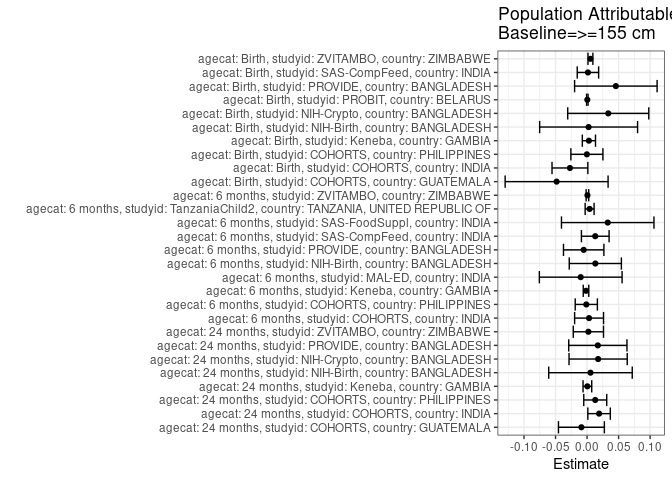 Population Attributable
Baseline=>=155 cm
agecat: Birth, studyid: ZVITAMBO, country: ZIMBABWE
agecat: Birth, studyid: SAS-CompFeed, country: INDIA
agecat: Birth, studyid: PROVIDE, country: BANGLADESH
agecat: Birth, studyid: PROBIT, country: BELARUS
agecat: Birth, studyid: NIH-Crypto, country: BANGLADESH
agecat: Birth, studyid: NIH-Birth, country: BANGLADESH
agecat: Birth, studyid: Keneba, country: GAMBIA
agecat: Birth, studyid: COHORTS, country: PHILIPPINES
agecat: Birth, studyid: COHORTS, country: INDIA
agecat: Birth, studyid: COHORTS, country: GUATEMALA
agecat: 6 months, studyid: ZVITAMBO, country: ZIMBABWE
agecat: 6 months, studyid: TanzaniaChild2, country: TANZANIA, UNITED REPUBLIC OF
agecat: 6 months, studyid: SAS-FoodSuppl, country: INDIA
agecat: 6 months, studyid: SAS-CompFeed, country: INDIA
agecat: 6 months, studyid: PROVIDE, country: BANGLADESH
agecat: 6 months, studyid: NIH-Birth, country: BANGLADESH
agecat: 6 months, studyid: MAL-ED, country: INDIA
agecat: 6 months, studyid: Keneba, country: GAMBIA
agecat: 6 months, studyid: COHORTS, country: PHILIPPINES
agecat: 6 months, studyid: COHORTS, country: INDIA
agecat: 24 months, studyid: ZVITAMBO, country: ZIMBABWE
agecat: 24 months, studyid: PROVIDE, country: BANGLADESH
agecat: 24 months, studyid: NIH-Crypto, country: BANGLADESH
agecat: 24 months, studyid: NIH-Birth, country: BANGLADESH
agecat: 24 months, studyid: Keneba, country: GAMBIA
agecat: 24 months, studyid: COHORTS, country: PHILIPPINES
agecat: 24 months, studyid: COHORTS, country: INDIA
agecat: 24 months, studyid: COHORTS, country: GUATEMALA
-0.10 -0.05 0.00 0.05 0.10
Estimate